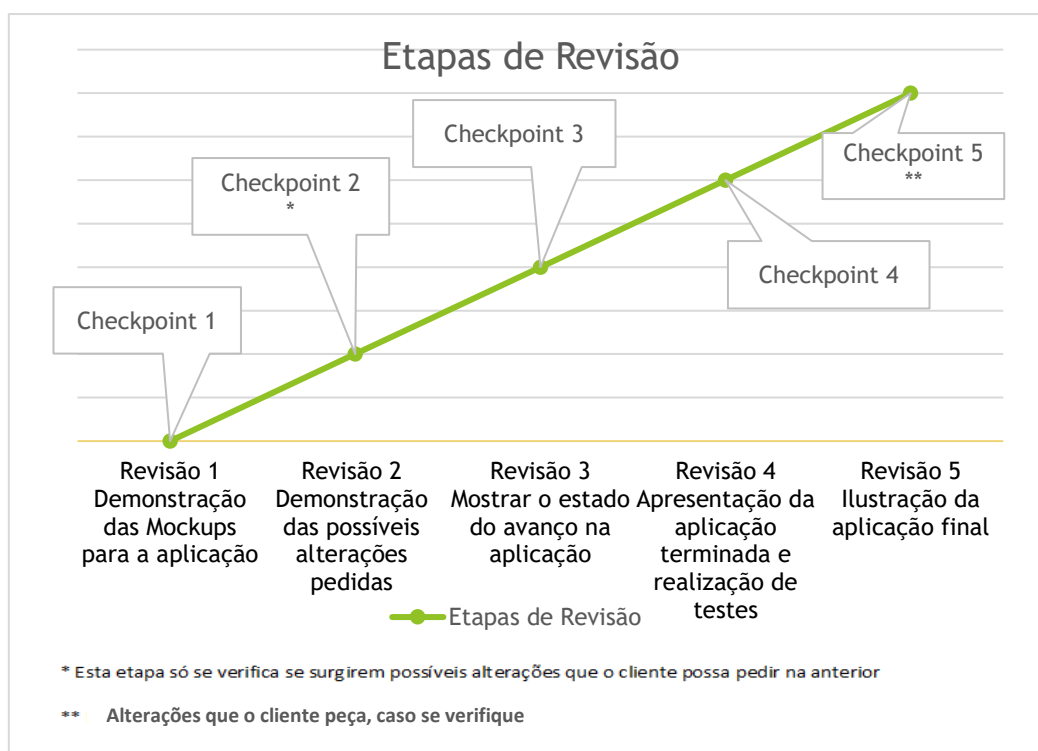 Etapas de Revisão
Checkpoint 1
Checkpoint 2
*
Checkpoint 3
Checkpoint 4
Checkpoint 5
**
Revisão 1
Demonstração
das Mockups
para a aplicação
Revisão 2
Demonstração
das possíveis
alterações
pedidas
Revisão 3
Mostrar o estado
do avanço na
aplicação
Revisão 4
Apresentação da
aplicação
terminada e
realização de
testes
Revisão 5
Ilustração da
aplicação final
Etapas de Revisão
* Esta etapa só se verifica se surgirem possíveis alterações que o cliente possa pedir na anterior
** Alterações que o cliente peça, caso se verifique